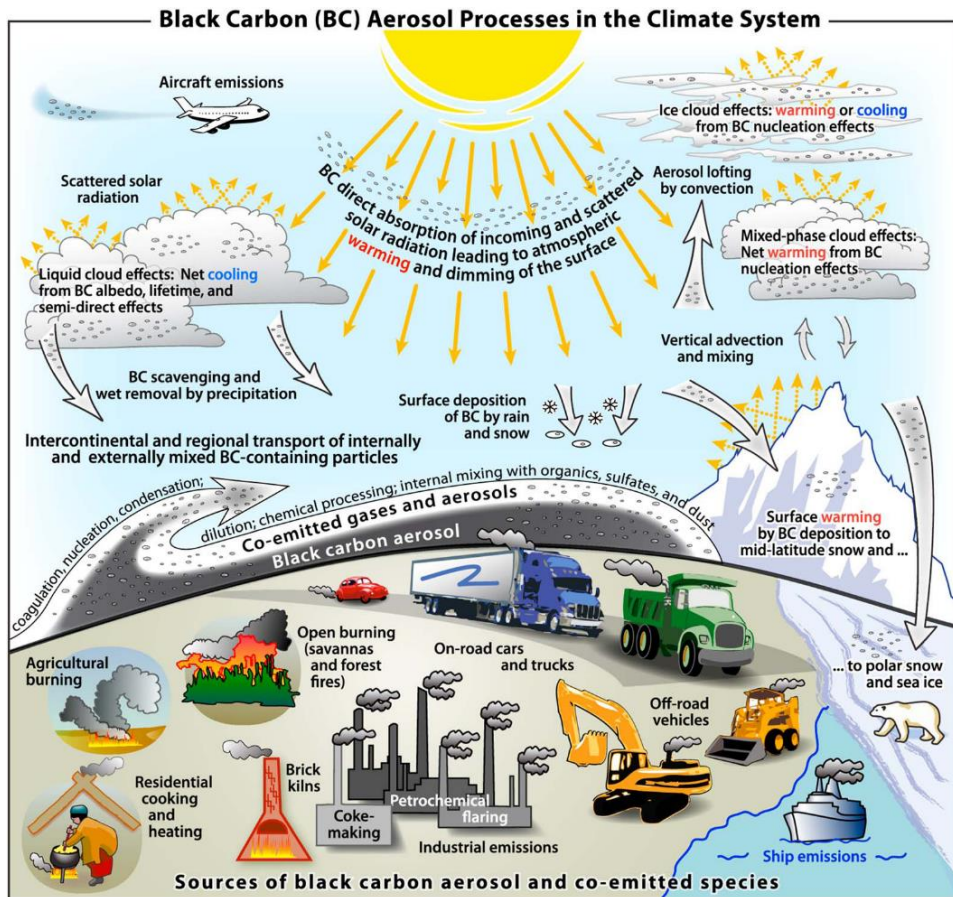 Black Carbon (BC) Aerosol Processes in the Climate System
Aircraft emissions
Ice cloud effects: warming or cooling
from BC nucleation effects
Scattered solar
radiation
BC direct absorption of incoming and scattered
solar radiation leading to atmospheric
warming and dimming of the surface
Aerosol lofting
by convection
Liquid cloud effects: Net cooling
from BC albedo, lifetime, and
semi-direct effects
Mixed-phase cloud effects:
Net warming from BC
nucleation effects
Vertical advection
and mixing
BC scavenging and
wet removal by precipitation
Surface deposition
of BC by rain
and snow
Intercontinental and regional transport of internally
and externally mixed BC-containing particles
coagulation, nucleation, condensation;
dilution; chemical processing; internal mixing with organics, sulfates, and dust
Co-emitted gases and aerosols
Black carbon aerosol
Surface warming
by BC deposition to
mid-latitude snow and ...
... to polar snow
and sea ice
Agricultural
burning
Open burning
(savannas
and forest
fires)
On-road cars
and trucks
Off-road
vehicles
Residential
cooking
and
heating
Brick
kilns
Coke-
making
Petrochemical
flaring
Industrial emissions
Ship emissions
Sources of black carbon aerosol and co-emitted species